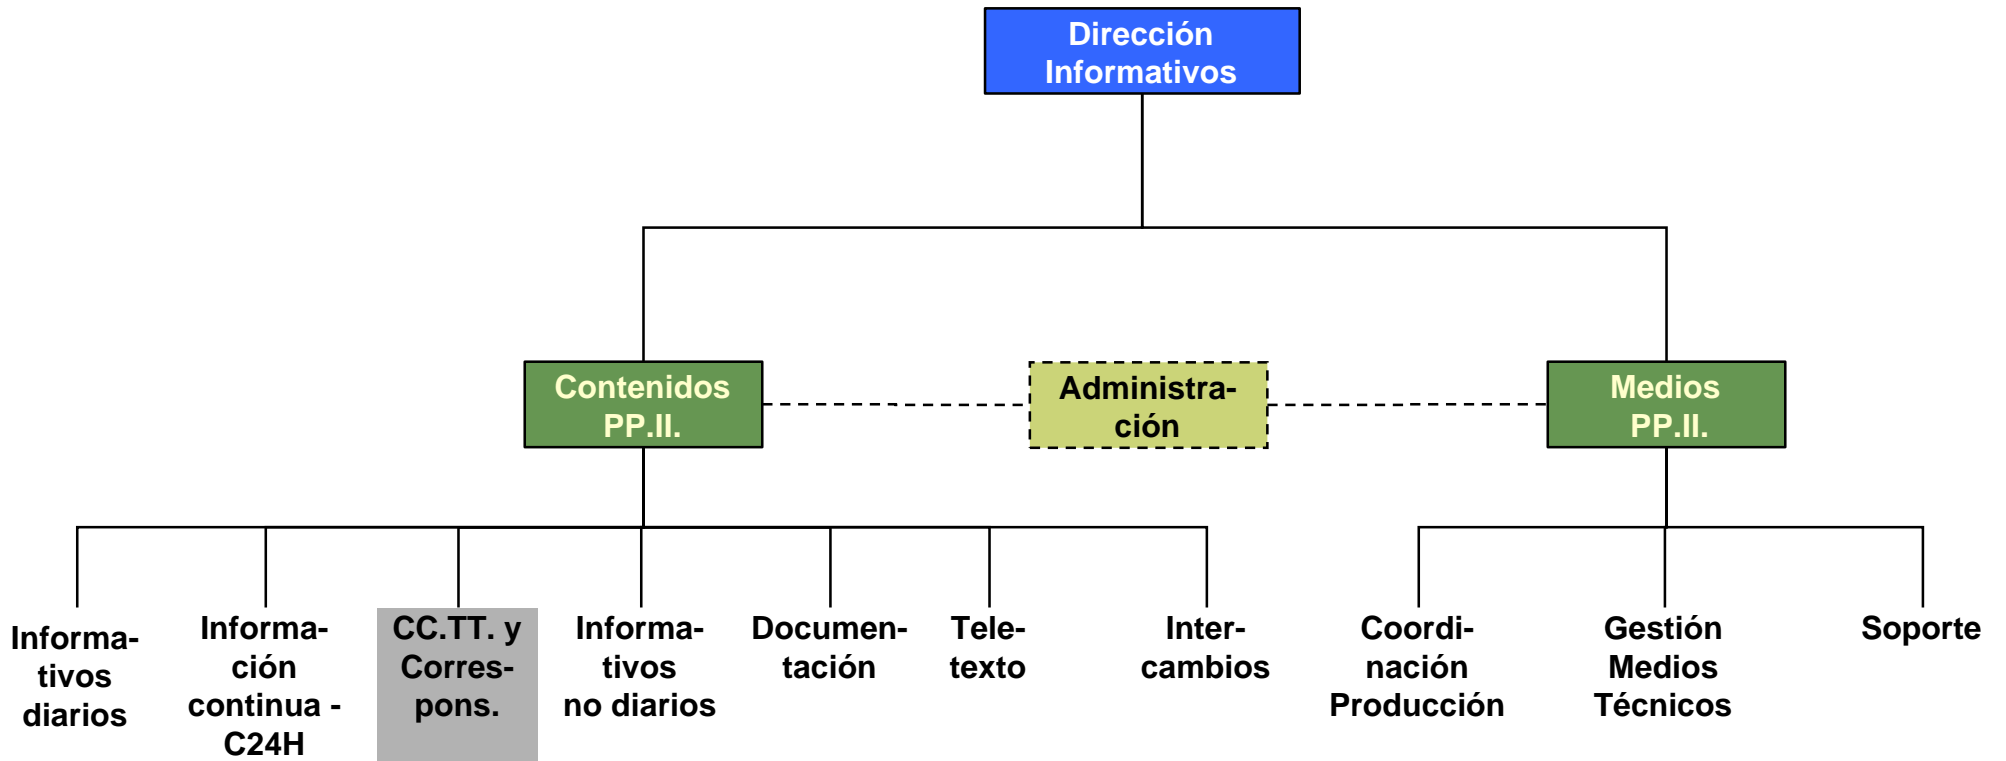 Dirección
Informativos
Contenidos
PP.II.
Administra-
ción
Medios
PP.II.
Informa-
tivos
diarios
Informa-
ción
continua -
C24H
CC.TT. y
Corres-
pons.
Informa-
tivos
no diarios
Documen-
tación
Tele-
texto
Inter-
cambios
Coordi-
nación
Producción
Gestión
Medios
Técnicos
Soporte